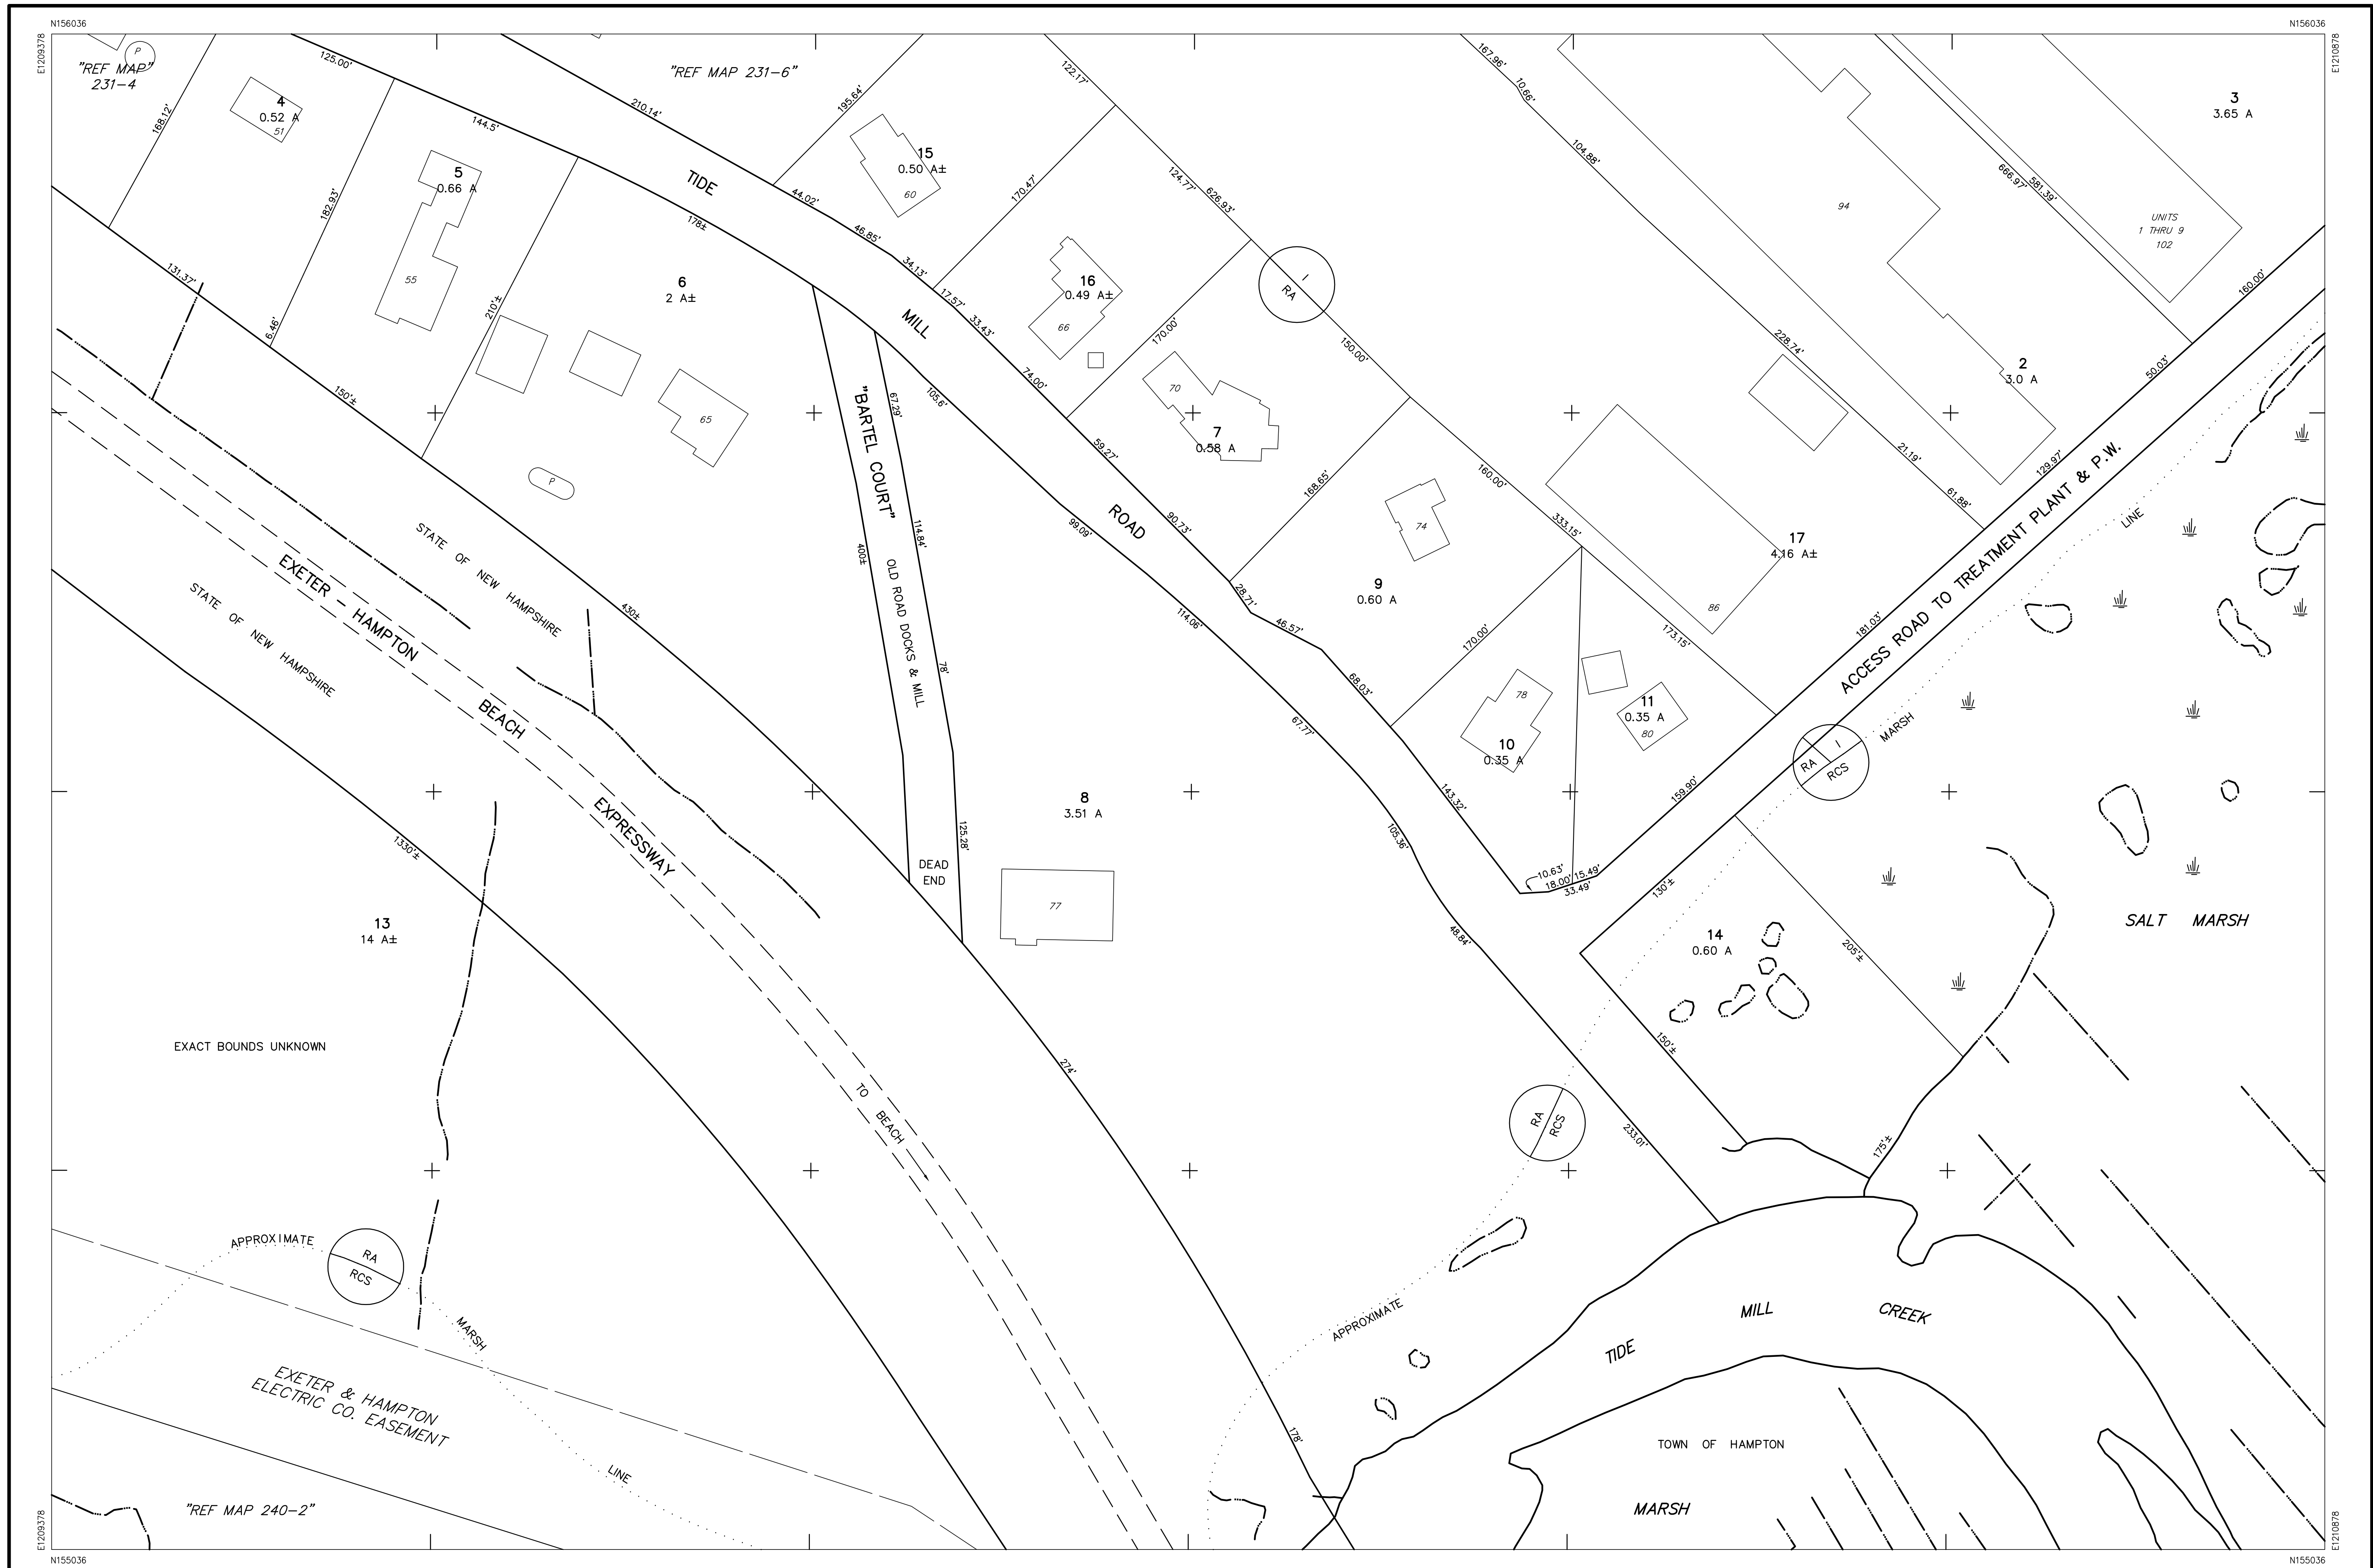 N156036
N156036
E1209378
E1210878
P
"REF MAP"
231-4
4
0.52 A
51
168.12'
125.00'
144.5'
182.93'
5
0.66 A
55
131.37'
6.46'
150'±
210'±
"REF MAP 231-6"
210.14'
195.64'
15
0.50 A±
60
44.02'
46.85'
34.13'
17.57'
33.43'
74.00'
59.27'
90.73'
28.71'
46.57'
68.03'
143.32'
TIDE
MILL
ROAD
178±
6
2 A±
65
P
105.6'
99.09'
114.06'
67.77'
105.36'
48.84'
233.01'
122.17'
124.77'
626.93'
170.47'
16
0.49 A±
66
170.00'
I
RA
150.00'
70
7
0.58 A
168.65'
160.00'
333.15'
74
9
0.60 A
170.00'
173.15'
78
10
0.35 A
11
0.35 A
80
10.63'
18.00'
15.49'
33.49'
159.90'
181.03'
129.97'
50.03'
160.00'
167.96'
10.66'
104.88'
228.74'
21.19'
61.88'
94
2
3.0 A
666.97'
581.39'
3
3.65 A
UNITS
1 THRU 9
102
17
4.16 A±
86
ACCESS ROAD TO TREATMENT PLANT & P.W.
LINE
MARSH
RA
I
RCS
"BARTEL COURT"
OLD ROAD DOCKS & MILL
67.29'
114.84'
78'
125.28'
400±
DEAD
END
8
3.51 A
77
STATE OF NEW HAMPSHIRE
430±
EXETER – HAMPTON
BEACH
EXPRESSWAY
STATE OF NEW HAMPSHIRE
1330'±
TO BEACH
274'
178'
13
14 A±
EXACT BOUNDS UNKNOWN
14
0.60 A
130'±
205'±
150'±
175'±
SALT MARSH
RA
RCS
APPROXIMATE
TIDE
MILL
CREEK
TOWN OF HAMPTON
MARSH
APPROXIMATE
RA
RCS
MARSH
LINE
EXETER & HAMPTON
ELECTRIC CO. EASEMENT
"REF MAP 240-2"
E1209378
E1210878
N155036
N155036